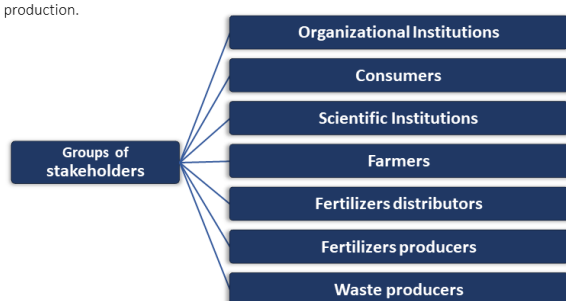 production.
Organizational Institutions
Consumers
Scientific Institutions
Groups of
stakeholders
Farmers
Fertilizers distributors
Fertilizers producers
Waste producers